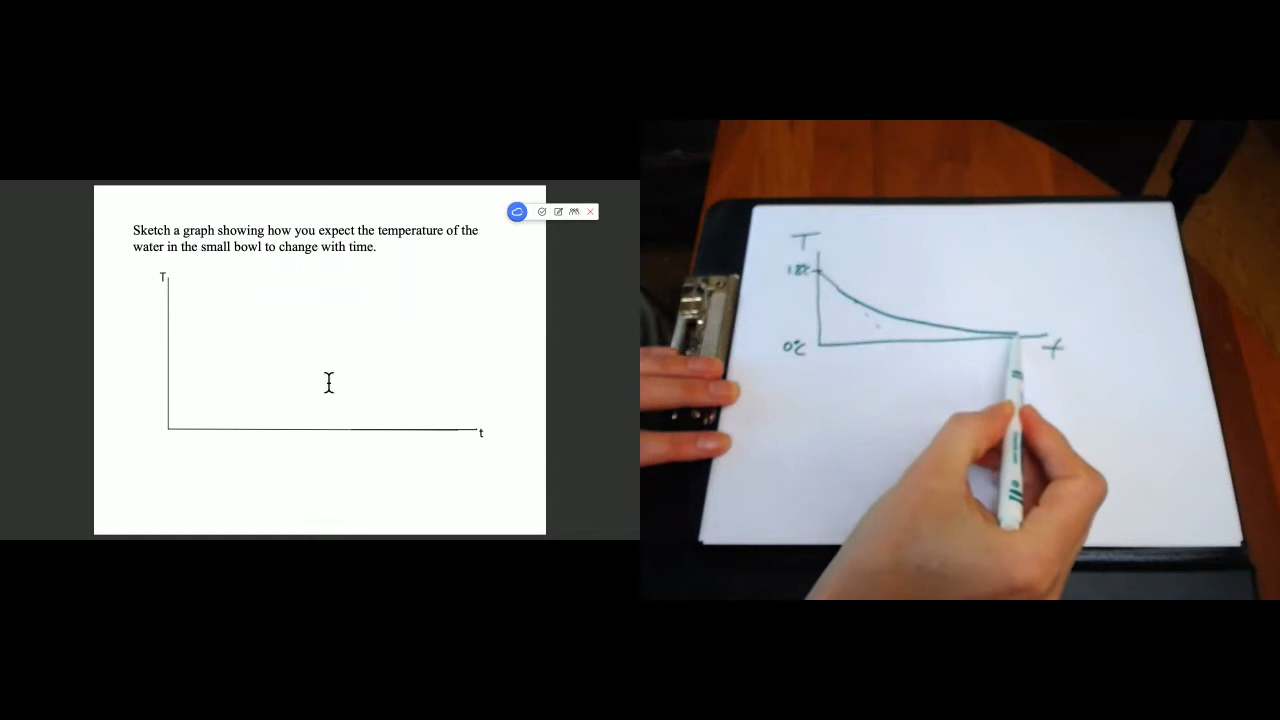 Sketch a graph showing how you expect the temperature of the
water in the small bowl to change with time.
T
t
T
18°C
0°C
t